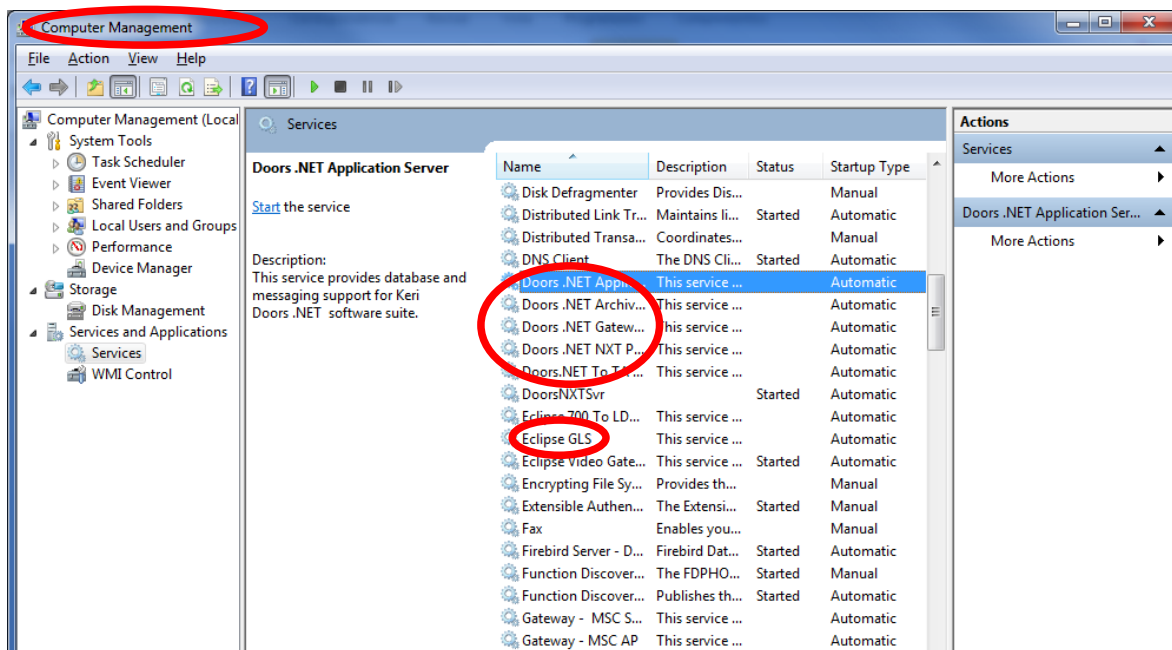 Computer Management
File Action View Help
Computer Management (Local
System Tools
Task Scheduler
Event Viewer
Shared Folders
Local Users and Groups
Performance
Device Manager
Storage
Disk Management
Services and Applications
Services
WMI Control
Services
Doors .NET Application Server
Start the service
Description:
This service provides database and
messaging support for Keri
Doors .NET software suite.
Name Description Status Startup Type
Disk Defragmenter Provides Dis... Manual
Distributed Link Tr... Maintains li... Started Automatic
Distributed Transa... Coordinates... Manual
DNS Client The DNS Cli... Started Automatic
Doors .NET Applic... This service ... Automatic
Doors .NET Archiv... This service ... Automatic
Doors .NET Gatew... This service ... Automatic
Doors .NET NXT P... This service ... Automatic
Doors.NET To TA ... This service ... Automatic
DoorsNXTSvr Started Automatic
Eclipse 700 To LD... This service ... Automatic
Eclipse GLS This service ... Automatic
Eclipse Video Gate... This service ... Started Automatic
Encrypting File Sy... Provides th... Manual
Extensible Authen... The Extensi... Started Manual
Fax Enables you... Manual
Firebird Server - D... Firebird Dat... Started Automatic
Function Discover... The FDPHO... Started Manual
Function Discover... Publishes th... Started Automatic
Gateway - MSC S... This service ... Automatic
Gateway - MSC AP This service ... Automatic
Actions
Services
More Actions
Doors .NET Application Ser...
More Actions